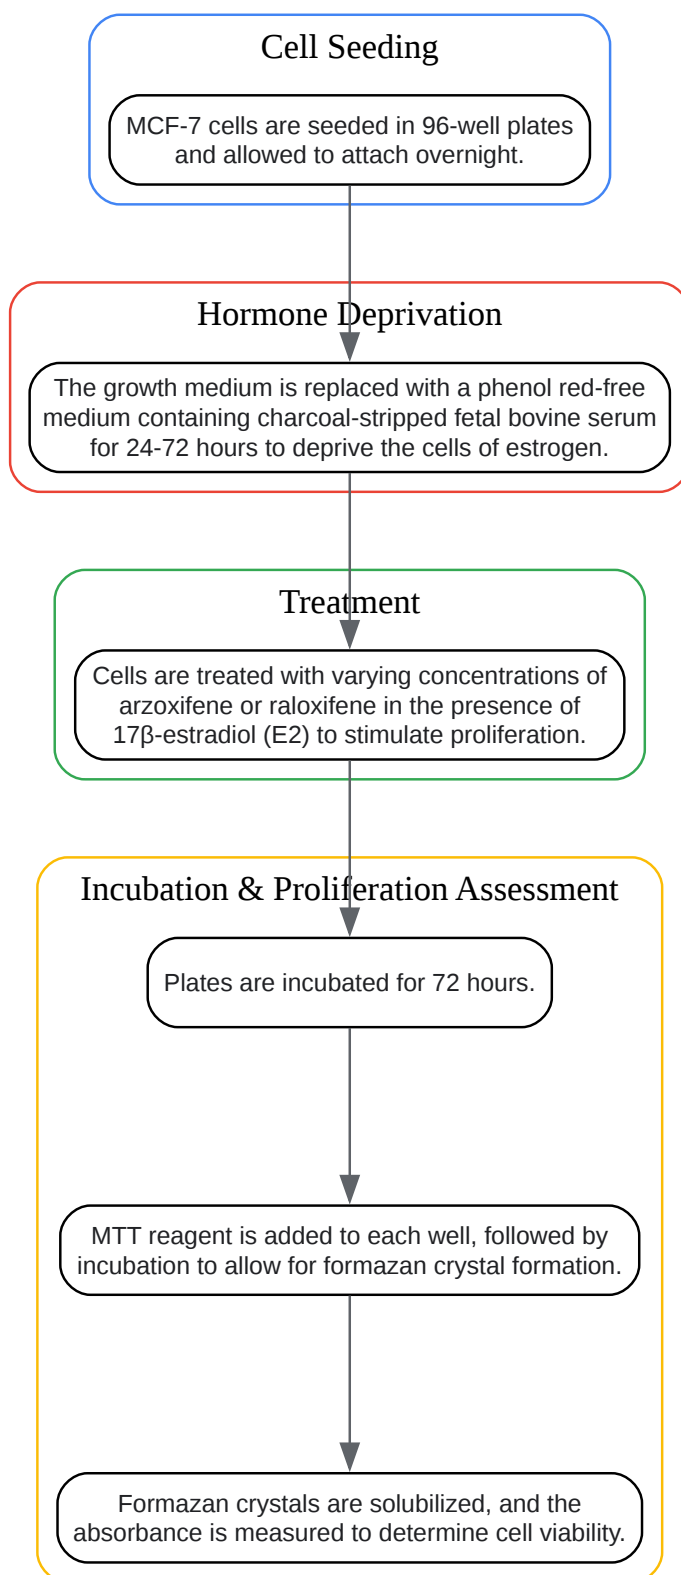 Cell Seeding
MCF-7 cells are seeded in 96-well plates
and allowed to attach overnight.
Hormone Deprivation
The growth medium is replaced with a phenol red-free
medium containing charcoal-stripped fetal bovine serum
for 24-72 hours to deprive the cells of estrogen.
Treatment
Cells are treated with varying concentrations of
arzoxifene or raloxifene in the presence of
17β-estradiol (E2) to stimulate proliferation.
Incubation & Proliferation Assessment
Plates are incubated for 72 hours.
MTT reagent is added to each well, followed by
incubation to allow for formazan crystal formation.
Formazan crystals are solubilized, and the
absorbance is measured to determine cell viability.